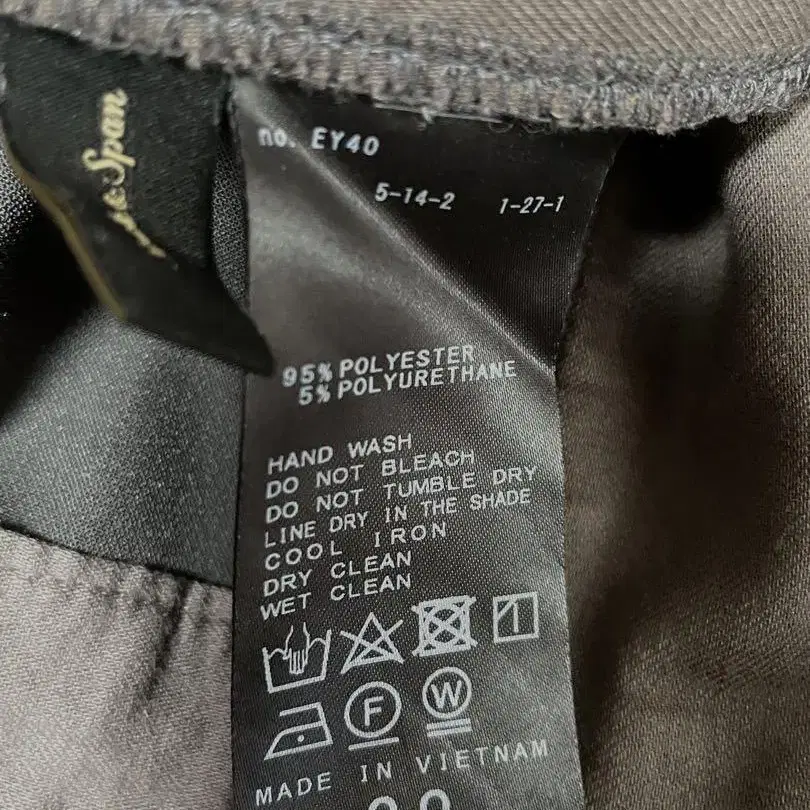 Span
no. EY40
5-14-2 1-27-1
95% POLYESTER
5% POLYURETHANE
HAND WASH
DO NOT BLEACH
DO NOT TUMBLE DRY
LINE DRY IN THE SHADE
COOL IRON
DRY CLEAN
WET CLEAN
F W
MADE IN VIETNAM